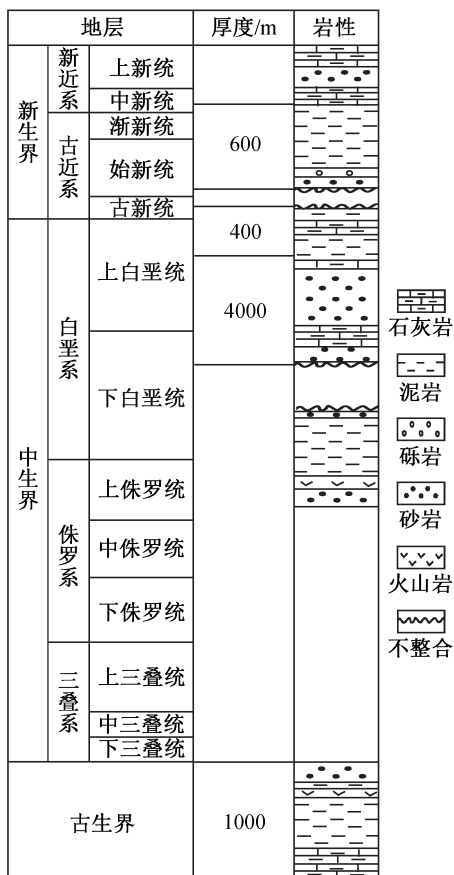 地层 厚度/m 岩性
新生界
新近系
上新统
中新统
古近系
渐新统
始新统
古新统
600
400
4000
中生界
白垩系
上白垩统
下白垩统
侏罗系
上侏罗统
中侏罗统
下侏罗统
三叠系
上三叠统
中三叠统
下三叠统
古生界
1000
石灰岩
泥岩
砾岩
砂岩
火山岩
不整合